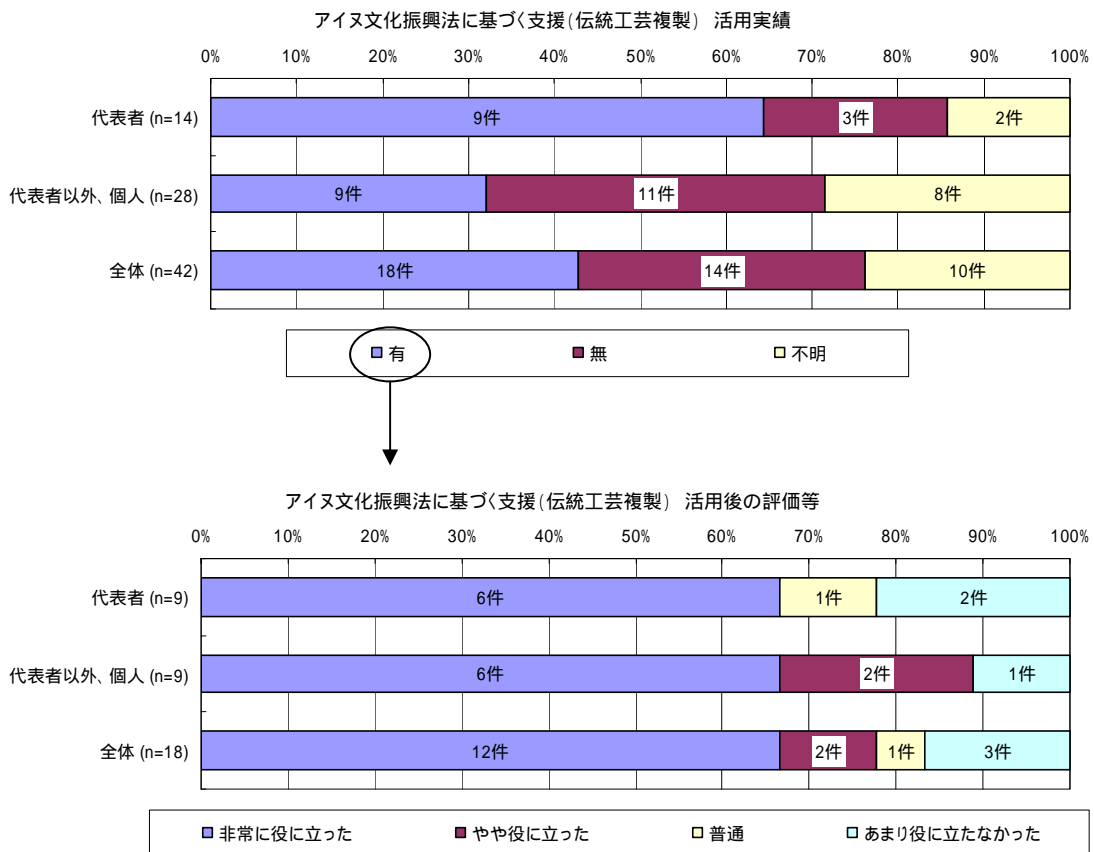 アイヌ文化振興法に基づく支援(伝統工芸複製) 活用実績
0% 10% 20% 30% 40% 50% 60% 70% 80% 90% 100%
代表者 (n=14) 9件 3件 2件
代表者以外、個人 (n=28) 9件 11件 8件
全体 (n=42) 18件 14件 10件
有 無 不明
アイヌ文化振興法に基づく支援(伝統工芸複製) 活用後の評価等
0% 10% 20% 30% 40% 50% 60% 70% 80% 90% 100%
代表者 (n=9) 6件 1件 2件
代表者以外、個人 (n=9) 6件 2件 1件
全体 (n=18) 12件 2件 1件 3件
非常に役に立った やや役に立った 普通 あまり役に立たなかった